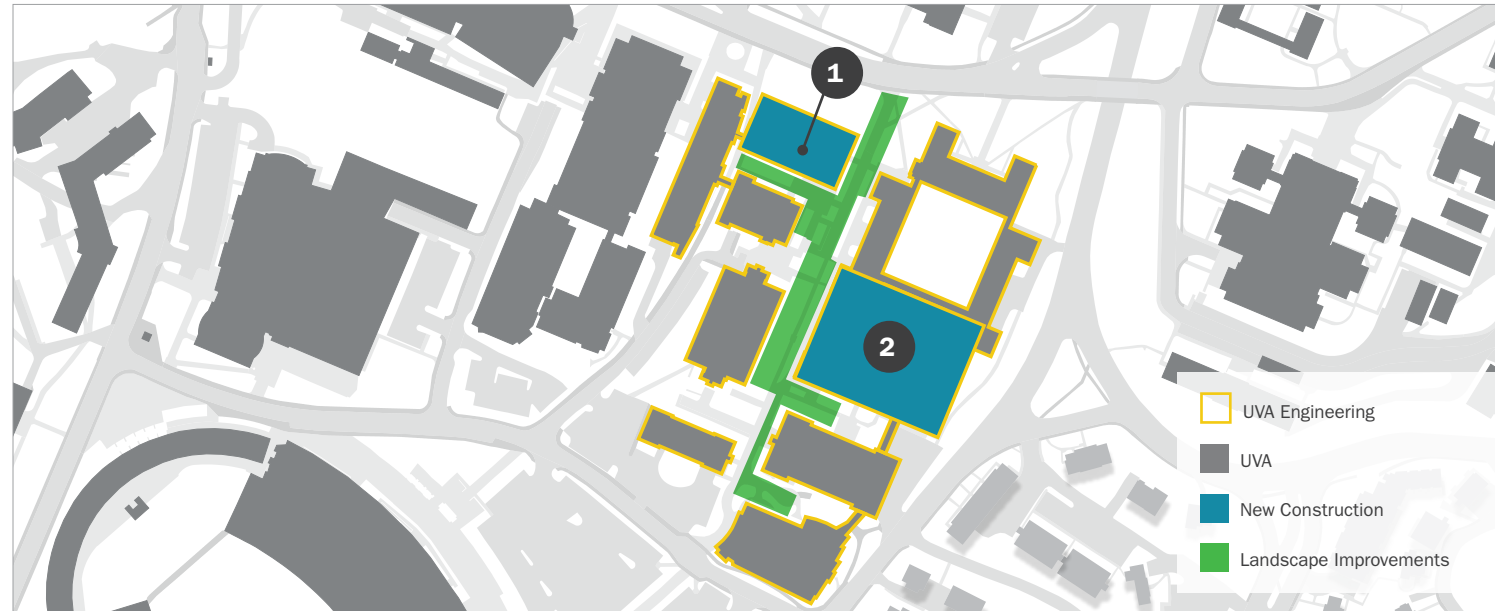 1
2
UVA Engineering
UVA
New Construction
Landscape Improvements